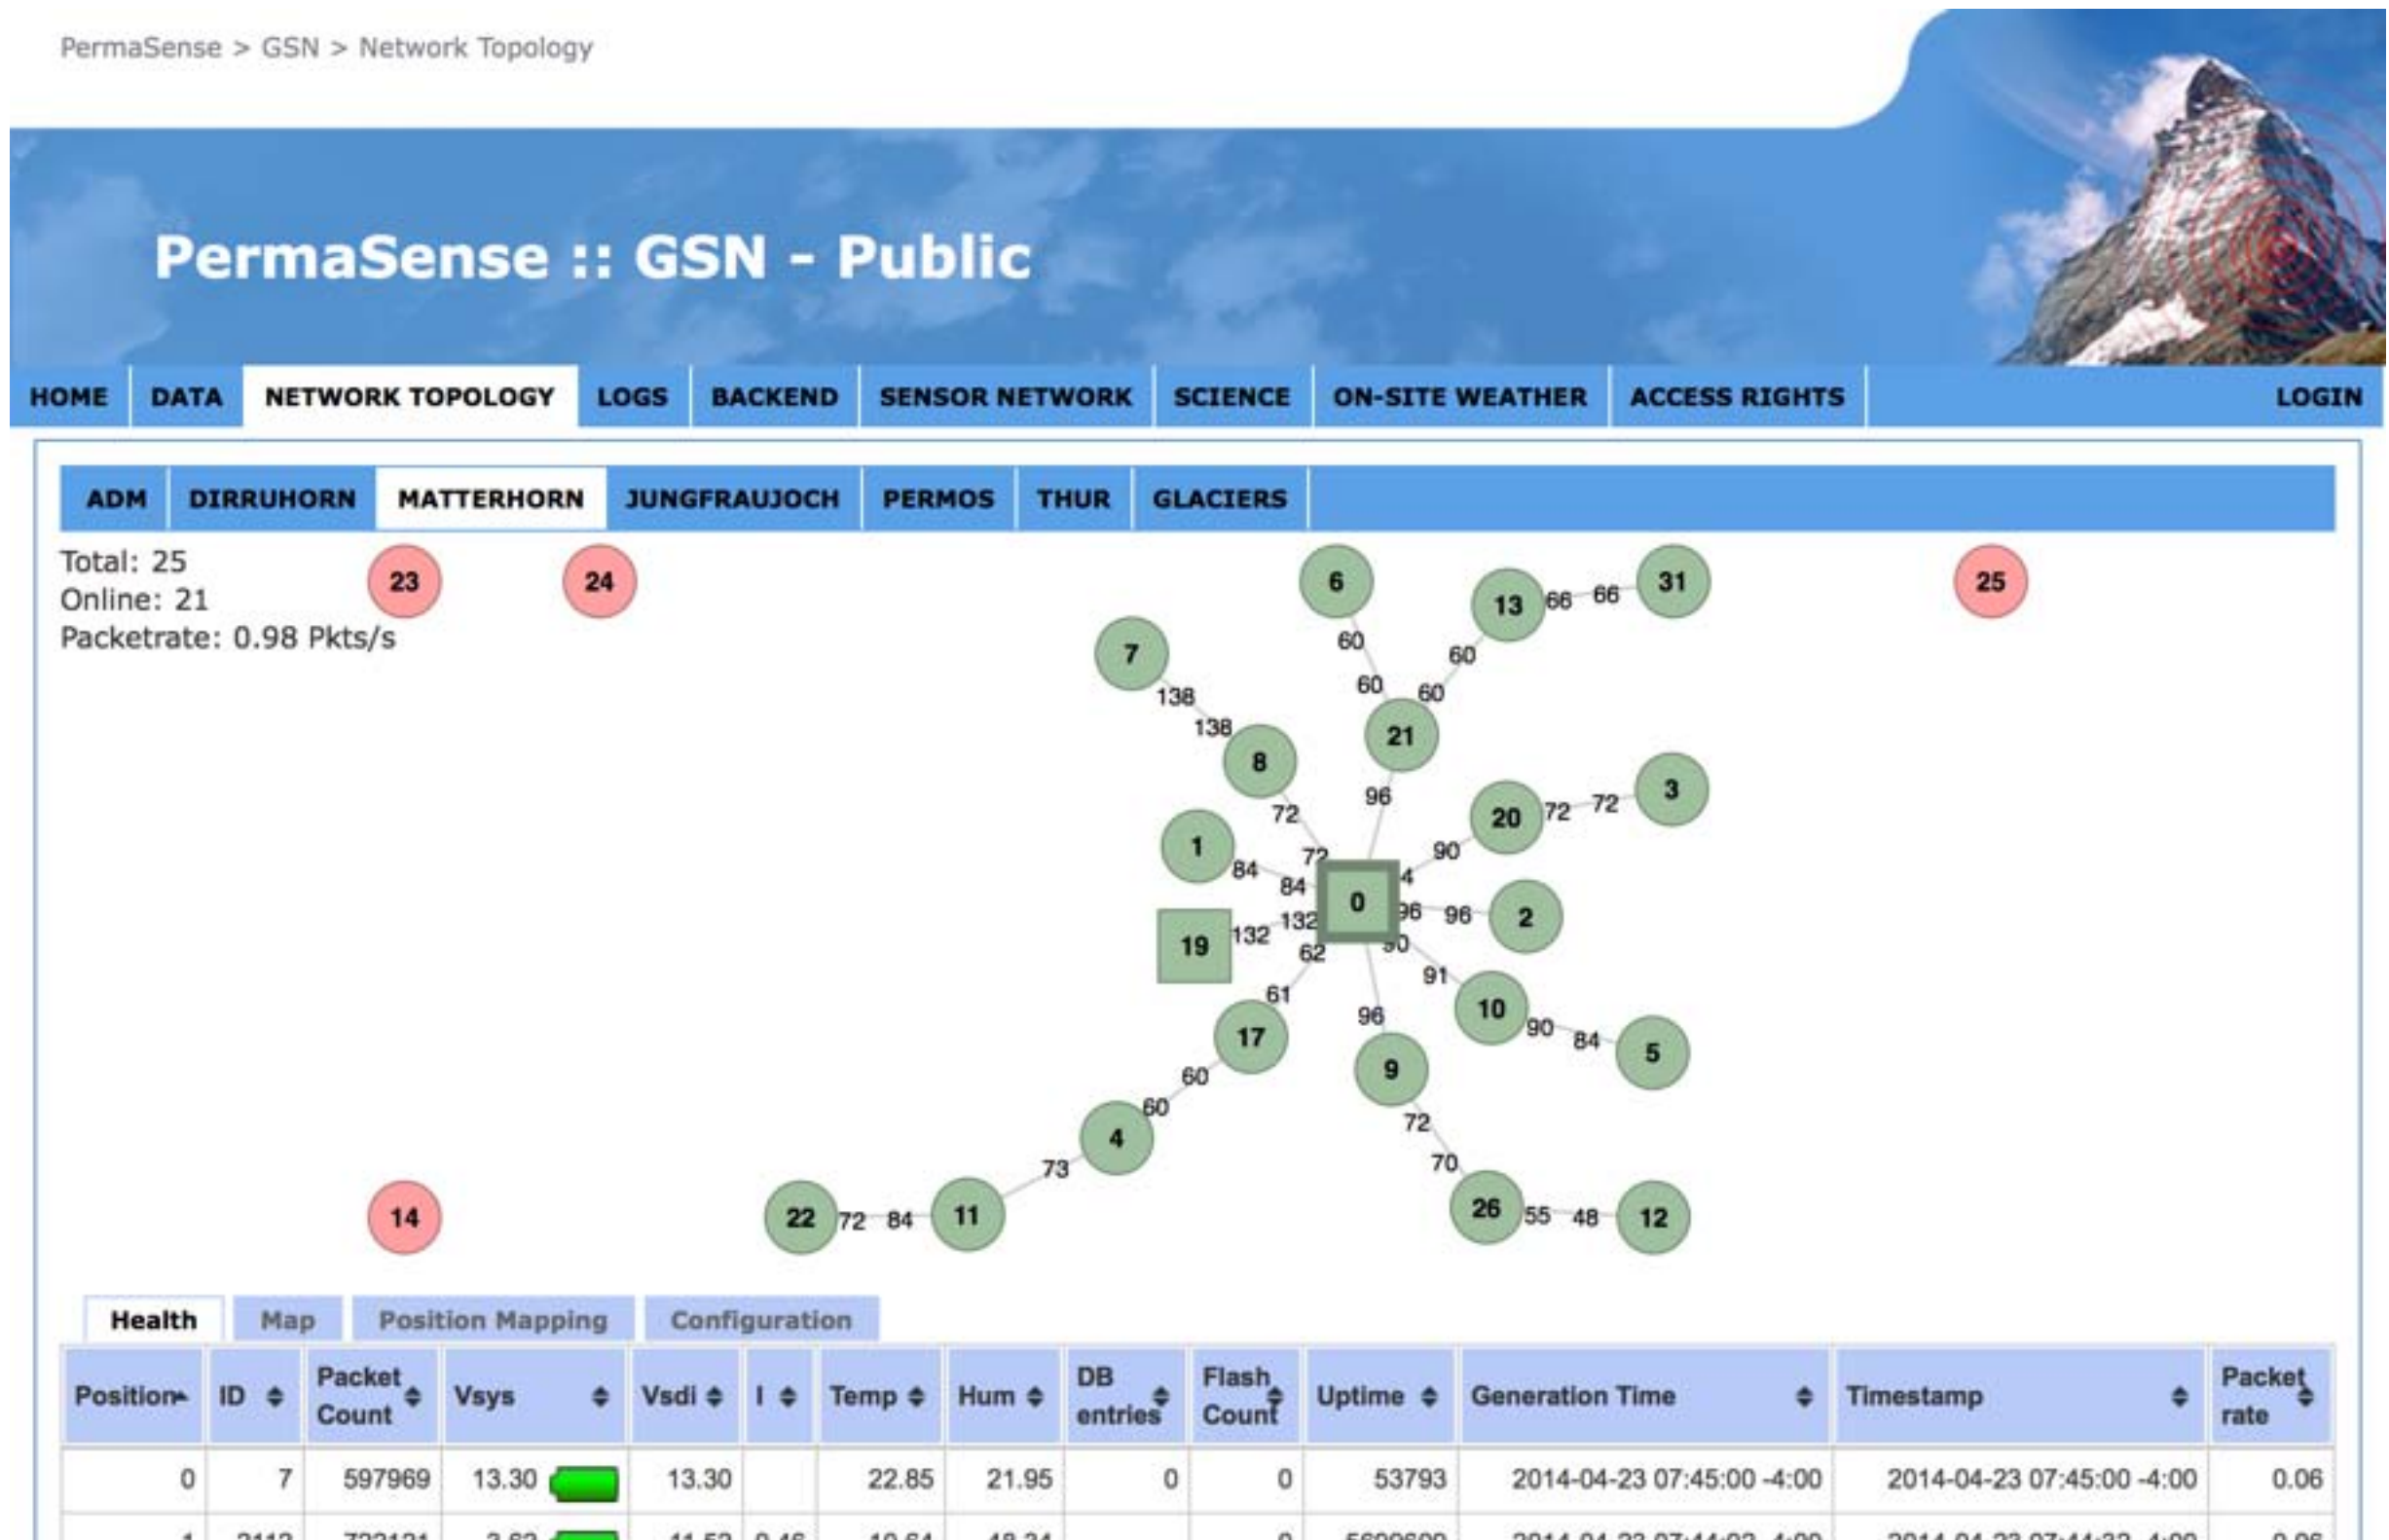 PermaSense > GSN > Network Topology
PermaSense :: GSN - Public
HOME DATA NETWORK TOPOLOGY LOGS BACKEND SENSOR NETWORK SCIENCE ON-SITE WEATHER ACCESS RIGHTS LOGIN
ADM DIRRUHORN MATTERHORN JUNGFRAUJOCH PERMOS THUR GLACIERS
Total: 25
Online: 21
Packetrate: 0.98 Pkts/s
23 24 6 13 66 66 31 25
60 60
7
138 60 60
138 21
8
96 3
72 20 72 72
1 90
72
84 84 4
0
132 132 96 96 2
19
62 90
91
61 10
96 90 84 5
17
9
60
60 72
4
73 70
14 22 72 84 11 26 55 48 12
Health Map Position Mapping Configuration
Position ID Packet Count Vsys Vsdi I Temp Hum DB entries Flash Count Uptime Generation Time Timestamp Packet rate
0 7 597969 13.30 13.30 22.85 21.95 0 0 53793 2014-04-23 07:45:00 -4:00 2014-04-23 07:45:00 -4:00 0.06